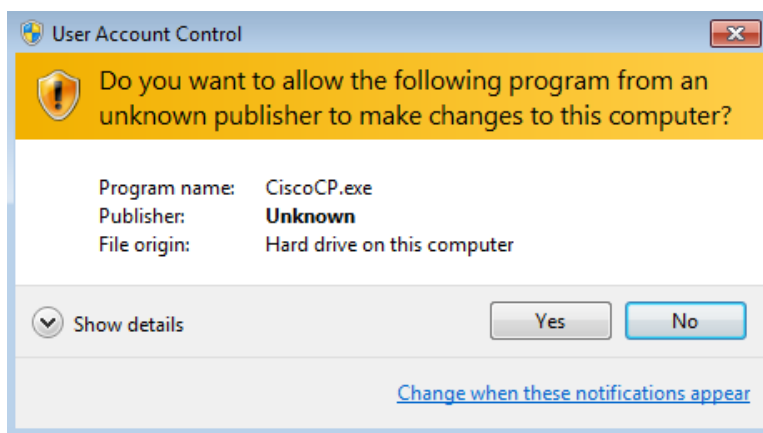 User Account Control
Do you want to allow the following program from an
unknown publisher to make changes to this computer?
Program name: CiscoCP.exe
Publisher: Unknown
File origin: Hard drive on this computer
Show details Yes No
Change when these notifications appear